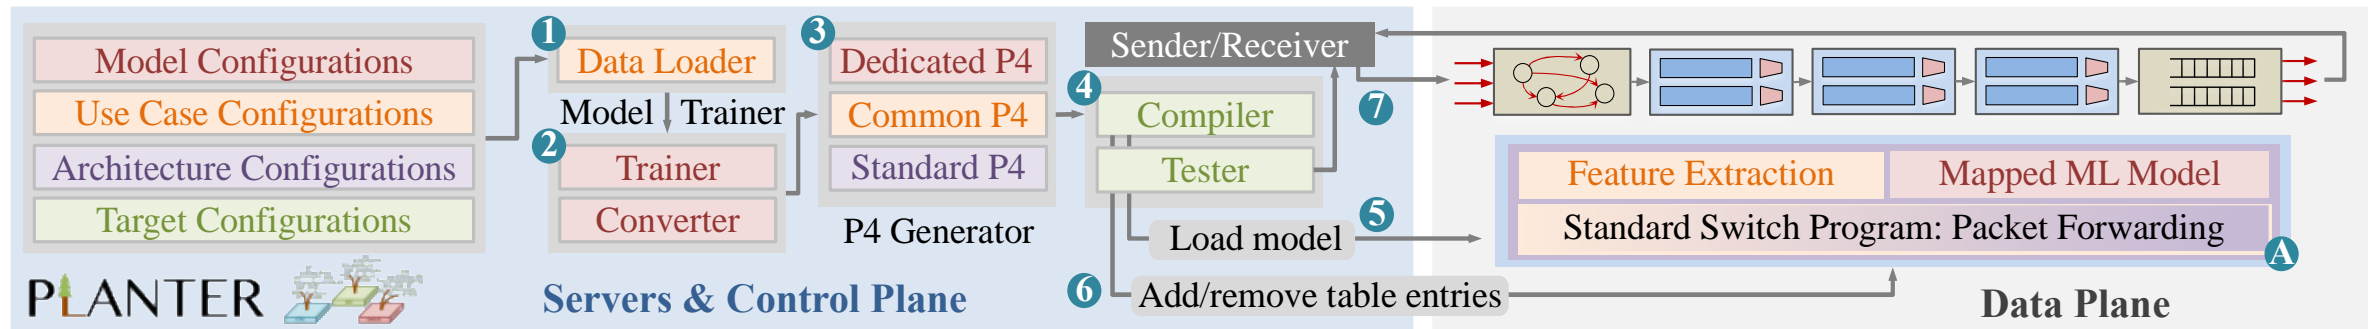 Model Configurations
Use Case Configurations
Architecture Configurations
Target Configurations
PLANTER
1
Data Loader
Model Trainer
2
Trainer
Converter
Servers & Control Plane
3
Dedicated P4
Common P4
Standard P4
P4 Generator
Sender/Receiver
4
Compiler
Tester
7
5
Load model
6
Add/remove table entries
Feature Extraction
Mapped ML Model
Standard Switch Program: Packet Forwarding
A
Data Plane